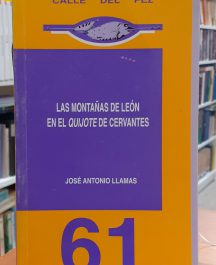 CALLE DEL PEZ
LAS MONTAÑAS DE LEÓN
EN EL QUIJOTE DE CERVANTES
JOSÉ ANTONIO LLAMAS
61